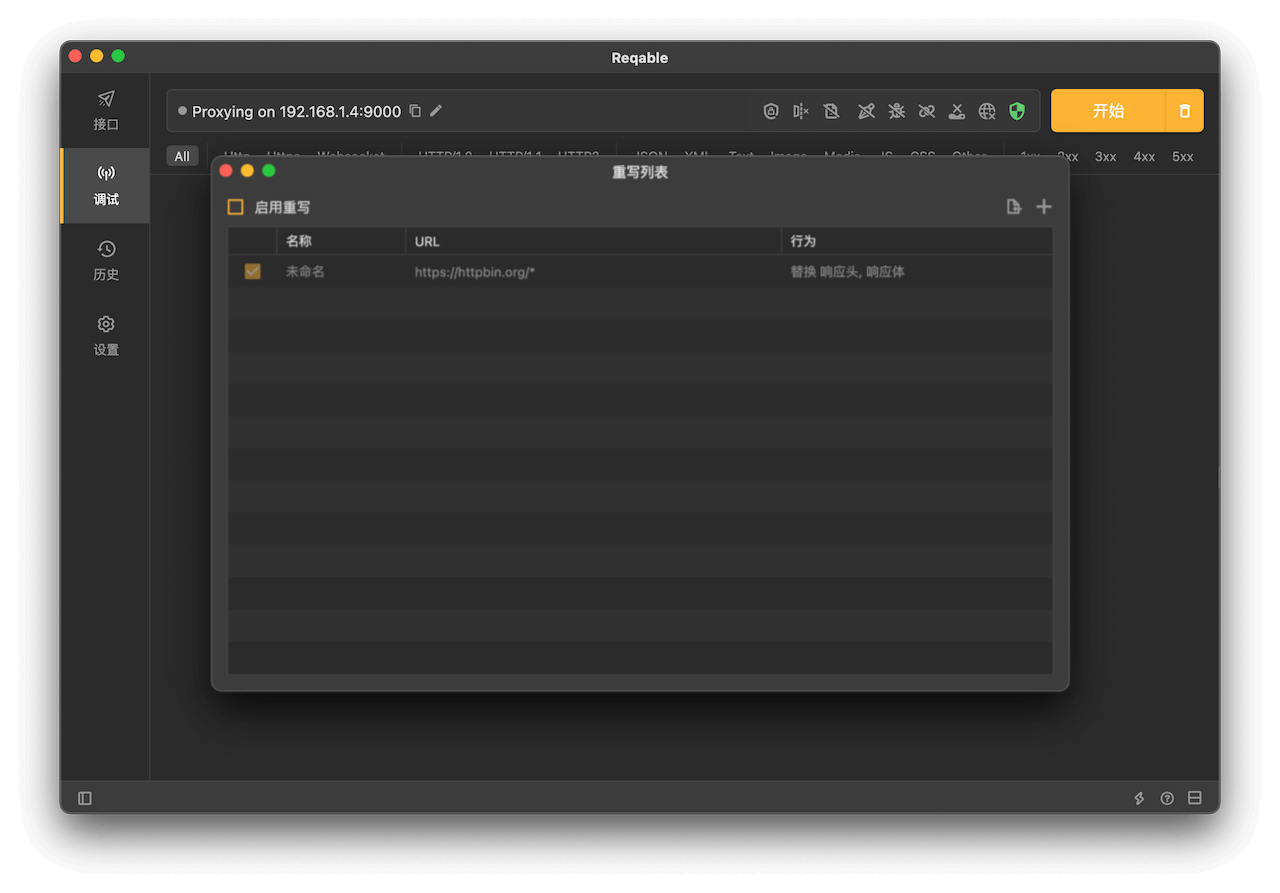 Reqable
接口
Proxying on 192.168.1.4:9000
开始
All Http Https Websocket HTTP/1.0 HTTP/1.1 HTTP2 JSON XML Text Image Media JS CSS Other 1xx 2xx 3xx 4xx 5xx
重写列表
调试
启用重写
名称 URL 行为
未命名 https://httpbin.org/* 替换 响应头, 响应体
历史
设置